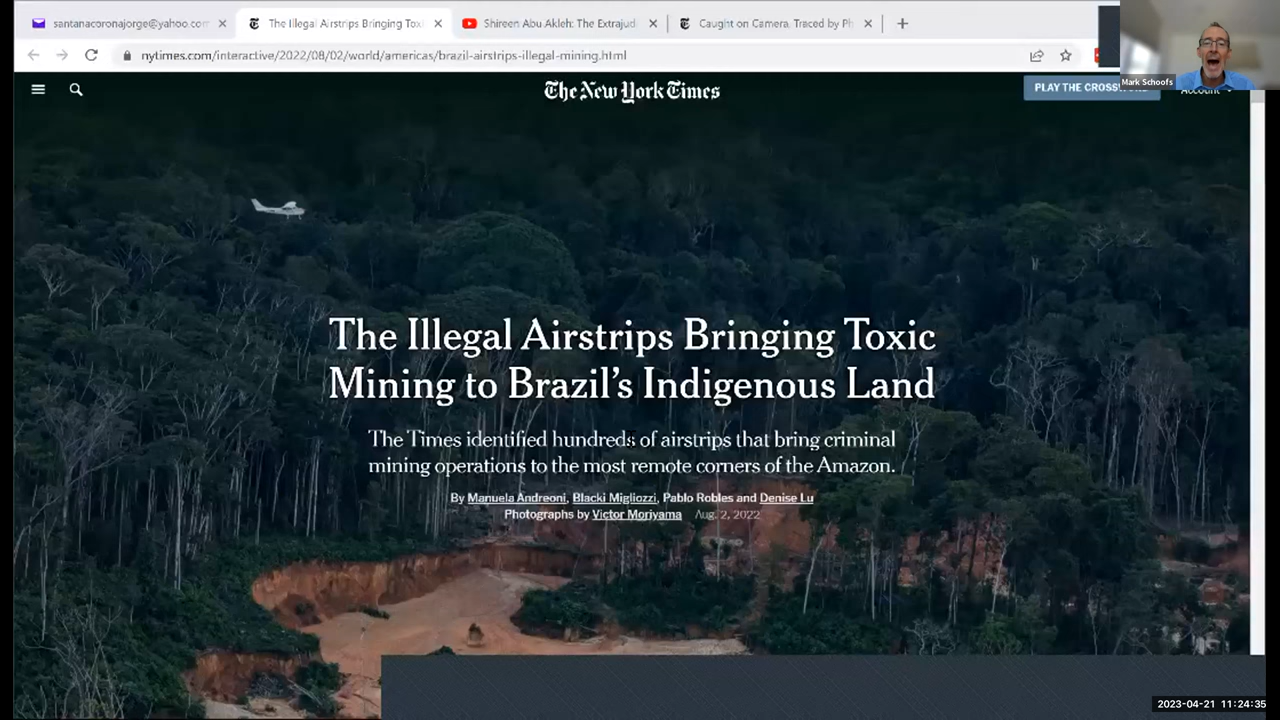 santanacoronajorge@yahoo.com
The Illegal Airstrips Bringing Toxi
Shireen Abu Akleh: The Extrajud
Caught on Camera, Traced by Ph
nytimes.com/interactive/2022/08/02/world/americas/brazil-airstrips-illegal-mining.html
Mark Schoofs
The New York Times
PLAY THE CROSSWORD
Account
The Illegal Airstrips Bringing Toxic
Mining to Brazil's Indigenous Land
The Times identified hundreds of airstrips that bring criminal
mining operations to the most remote corners of the Amazon.
By Manuela Andreoni, Blacki Migliozzi, Pablo Robles and Denise Lu
Photographs by Victor Moriyama Aug. 2, 2022
2023-04-21 11:24:35